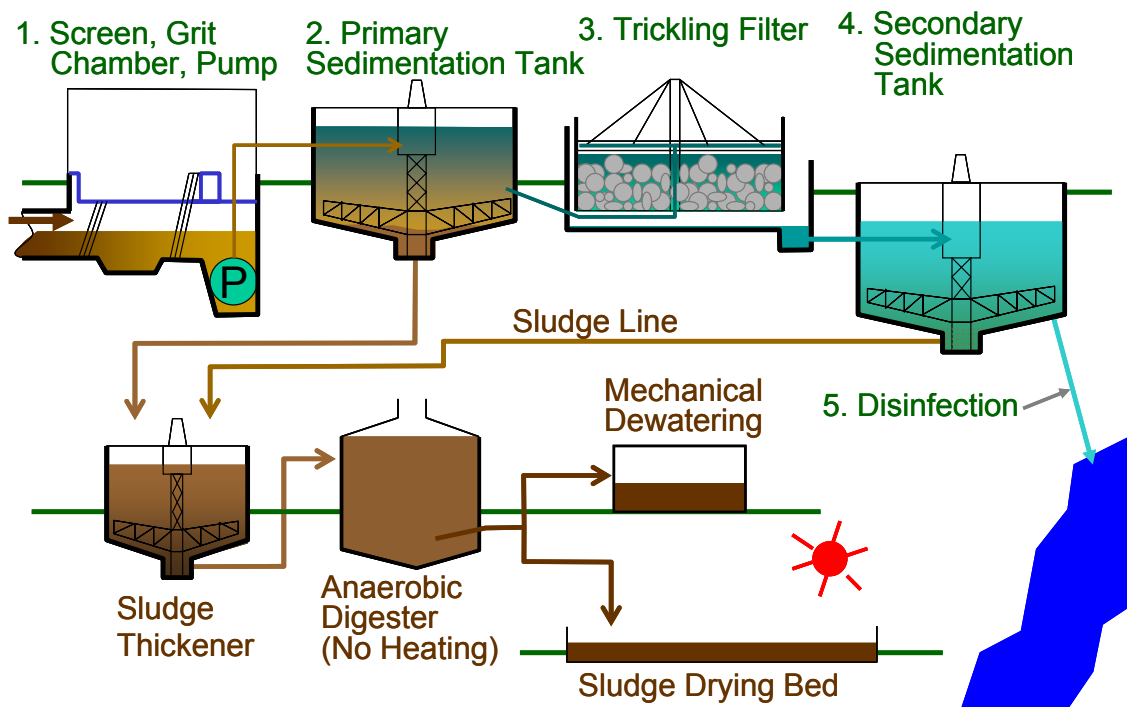 1. Screen, Grit
Chamber, Pump
2. Primary
Sedimentation Tank
3. Trickling Filter
4. Secondary
Sedimentation
Tank
P
Sludge Line
Mechanical
Dewatering
5. Disinfection
Sludge
Thickener
Anaerobic
Digester
(No Heating)
Sludge Drying Bed